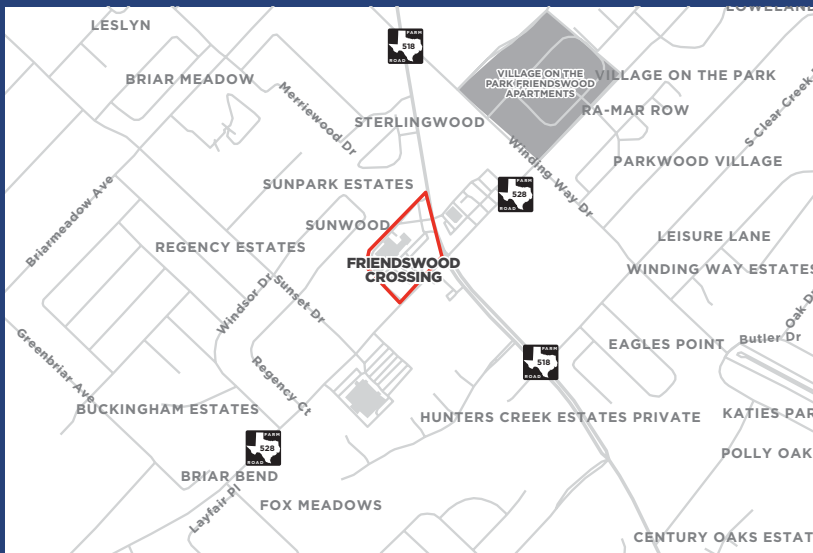 LESLYN
FARM
518
ROAD
BRIAR MEADOW
VILLAGE ON THE
PARK FRIENDSWOOD
APARTMENTS
VILLAGE ON THE PARK
Merriewood Dr
STERLINGWOOD
RA-MAR ROW
S Clear Creek
Winding Way Dr
PARKWOOD VILLAGE
SUNPARK ESTATES
FARM
528
ROAD
Briarmeadow Ave
SUNWOOD
LEISURE LANE
REGENCY ESTATES
FRIENDSWOOD
CROSSING
WINDING WAY ESTATES
Windsor Dr
Sunset Dr
Oak Dr
Greenbriar Ave
EAGLES POINT
Butler Dr
FARM
518
ROAD
Regency Ct
BUCKINGHAM ESTATES
HUNTERS CREEK ESTATES PRIVATE
KATIES PAR
FARM
528
ROAD
POLLY OAK
BRIAR BEND
Layfair Pl
FOX MEADOWS
CENTURY OAKS ESTAT